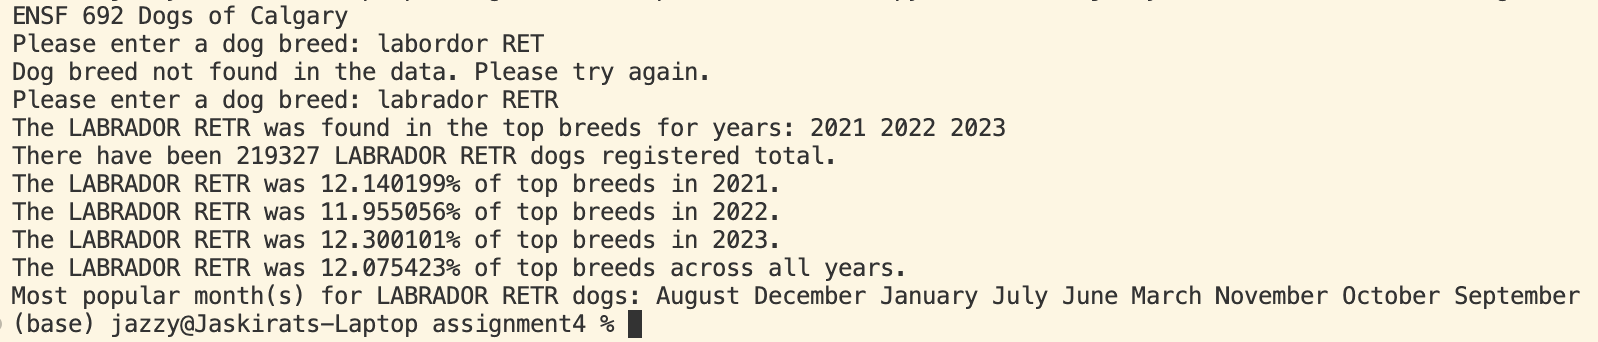 ENSF 692 Dogs of Calgary
Please enter a dog breed: labordor RET
Dog breed not found in the data. Please try again.
Please enter a dog breed: labrador RETR
The LABRADOR RETR was found in the top breeds for years: 2021 2022 2023
There have been 219327 LABRADOR RETR dogs registered total.
The LABRADOR RETR was 12.140199% of top breeds in 2021.
The LABRADOR RETR was 11.955056% of top breeds in 2022.
The LABRADOR RETR was 12.300101% of top breeds in 2023.
The LABRADOR RETR was 12.075423% of top breeds across all years.
Most popular month(s) for LABRADOR RETR dogs: August December January July June March November October September
(base) jazzy@Jaskirats-Laptop assignment4 %